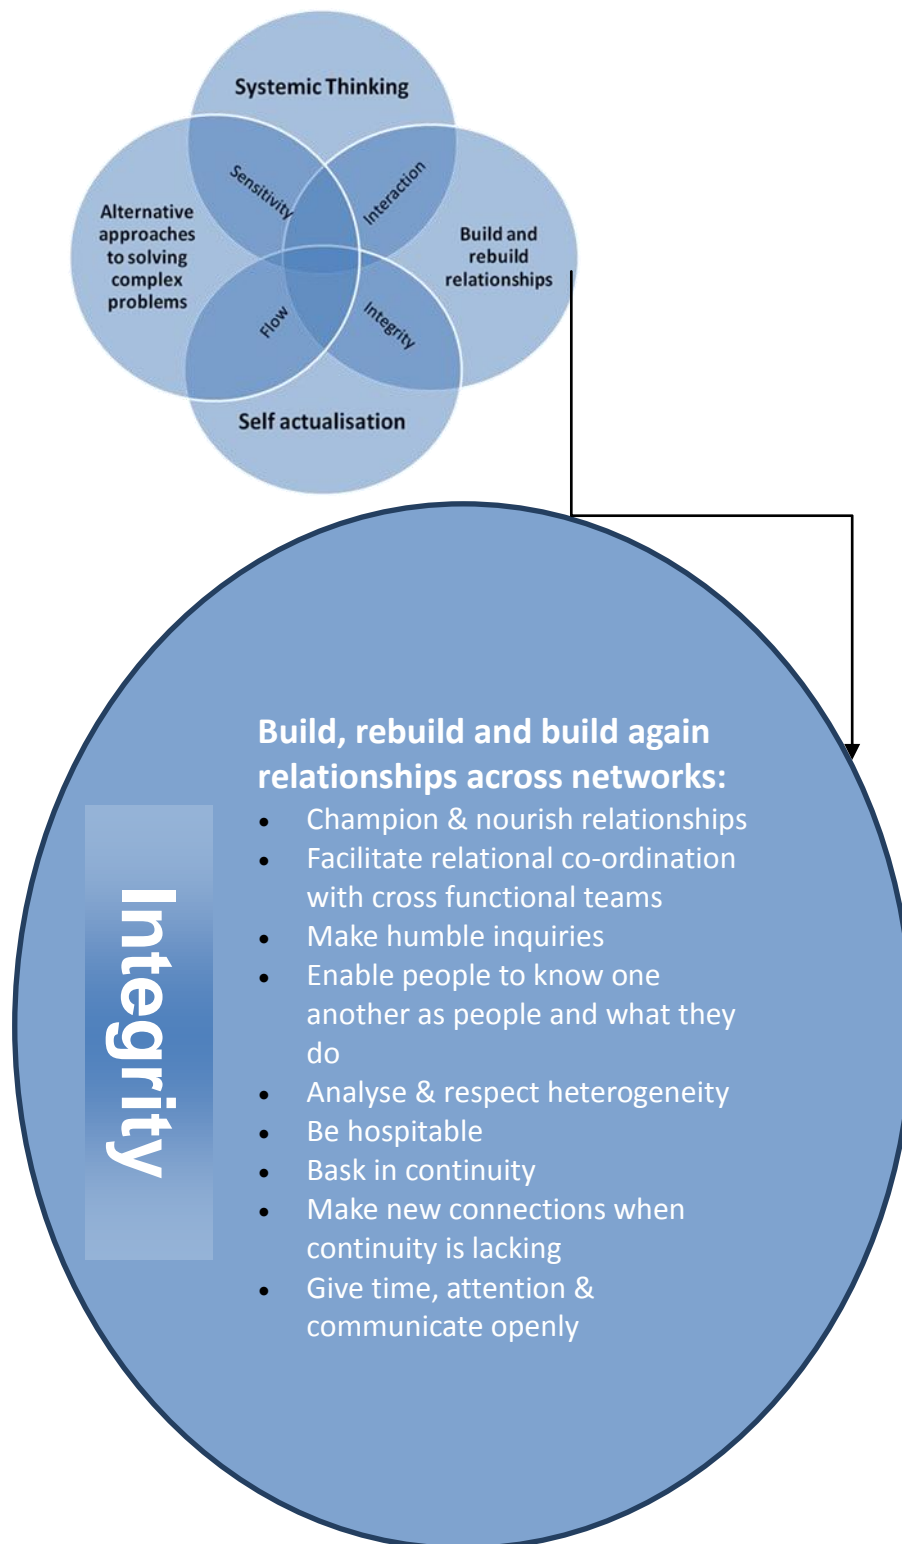 Systemic Thinking
Sensitivity
Interaction
Alternative
approaches
to solving
complex
problems
Build and
rebuild
relationships
Flow
Integrity
Self actualisation
Build, rebuild and build again
relationships across networks:
• Champion & nourish relationships
• Facilitate relational co-ordination
with cross functional teams
• Make humble inquiries
• Enable people to know one
another as people and what they
do
• Analyse & respect heterogeneity
• Be hospitable
• Bask in continuity
• Make new connections when
continuity is lacking
• Give time, attention &
communicate openly
Integrity